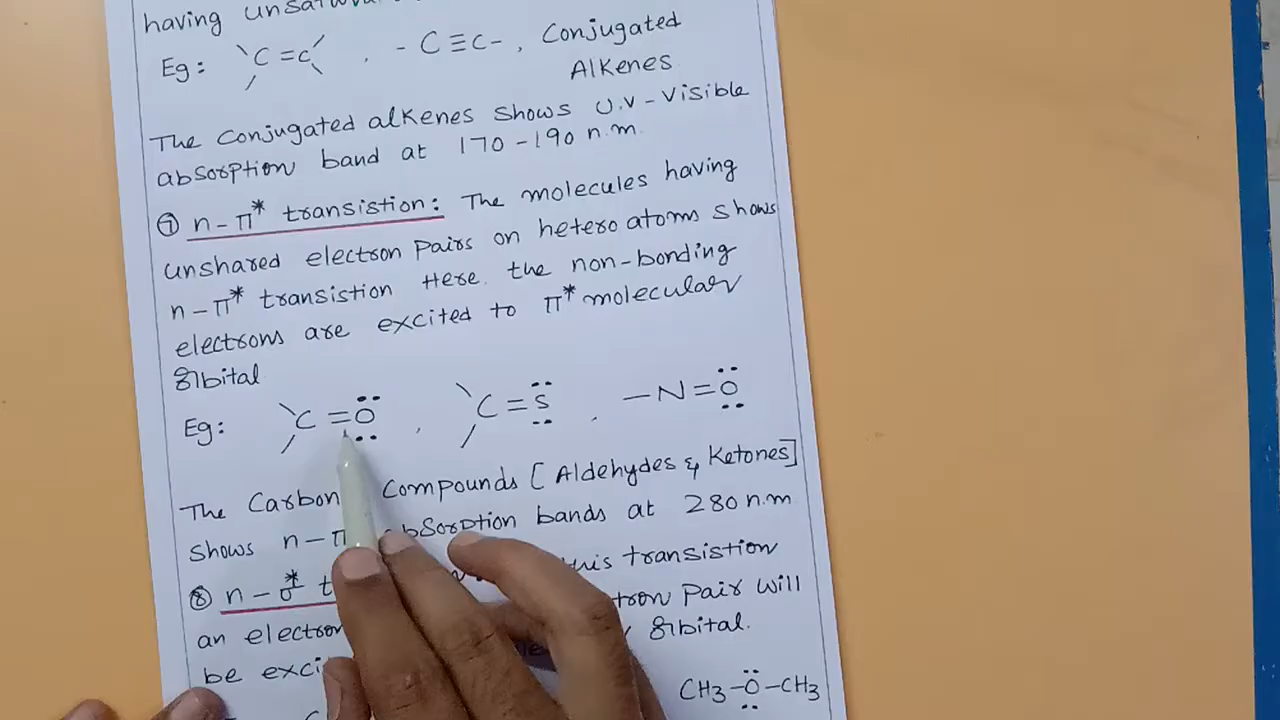 having
Eg: C=C , -C≡C-, Conjugated
Alkenes
The Conjugated alkenes shows U.V-Visible
absorption band at 170-190 n.m.
⑦ n-π* transistion: The molecules having
unshared electron pairs on hetero atoms shows
n-π* transistion Here. the non-bonding
electrons are excited to π* molecular
orbital
Eg: C=O , C=S , -N=O
The Carbon compounds [Aldehydes & Ketones]
shows n-π absorption bands at 280 n.m
⑧ n-σ* t this transistion
an electron tron pair will
be exci orbital.
CH3-O-CH3